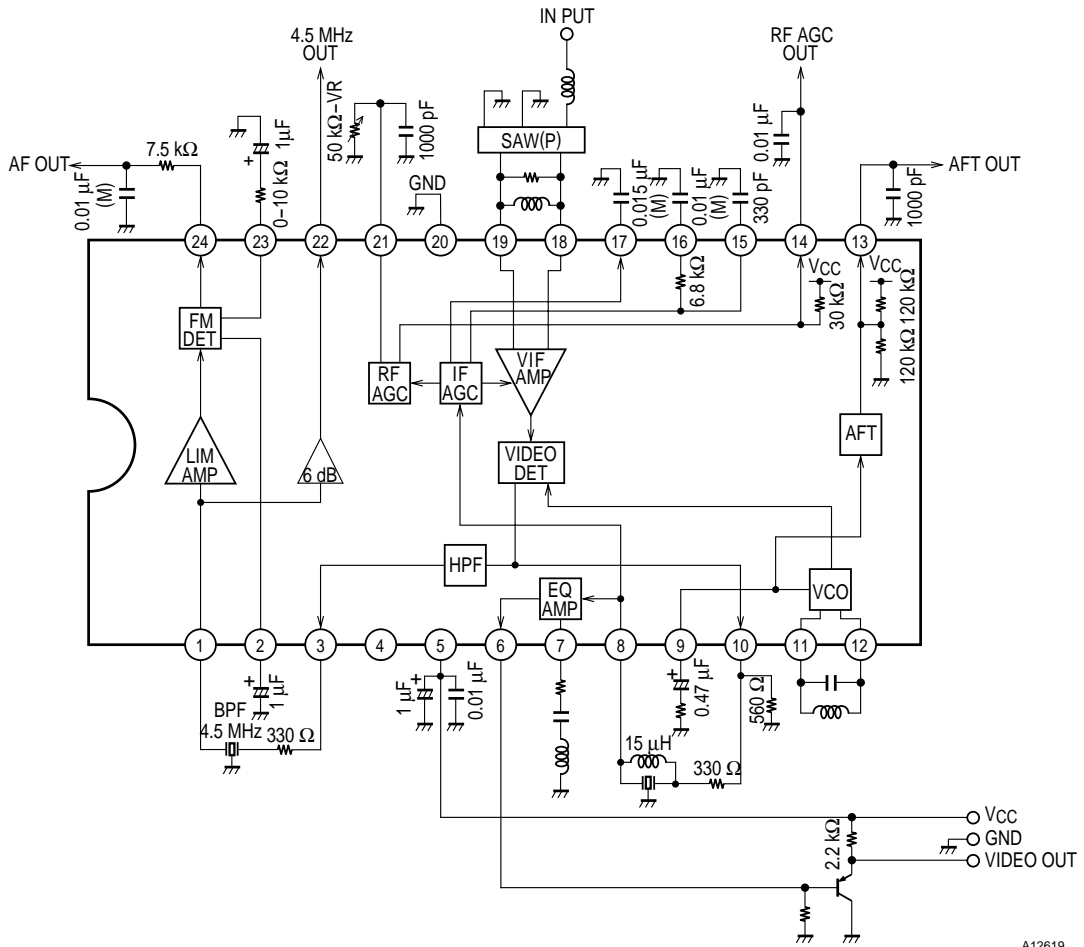 IN PUT
4.5 MHz
OUT
RF AGC
OUT
50 kΩ–VR
1000 pF
0.01 µF
SAW(P)
1µF
0–10 kΩ
+
7.5 kΩ
AF OUT
0.01 µF
(M)
GND
0.015 µF
(M)
0.01 µF
(M)
330 pF
AFT OUT
1000 pF
24
23
22
21
20
19
18
17
16
15
14
13
6.8 kΩ
VCC
30 kΩ
VCC
120 kΩ
120 kΩ
FM
DET
RF
AGC
IF
AGC
VIF
AMP
LIM
AMP
6 dB
VIDEO
DET
AFT
HPF
EQ
AMP
VCO
1
2
3
4
5
6
7
8
9
10
11
12
+
1 µF
BPF
4.5 MHz
330 Ω
+
1 µF
0.01 µF
15 µH
330 Ω
+
0.47 µF
560 Ω
2.2 kΩ
VCC
GND
VIDEO OUT
A12619